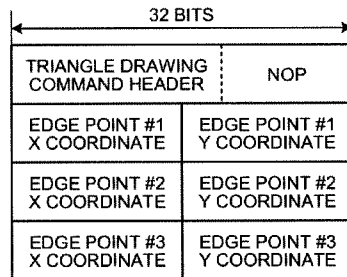 32 BITS
TRIANGLE DRAWING
COMMAND HEADER
NOP
EDGE POINT #1
X COORDINATE
EDGE POINT #1
Y COORDINATE
EDGE POINT #2
X COORDINATE
EDGE POINT #2
Y COORDINATE
EDGE POINT #3
X COORDINATE
EDGE POINT #3
Y COORDINATE